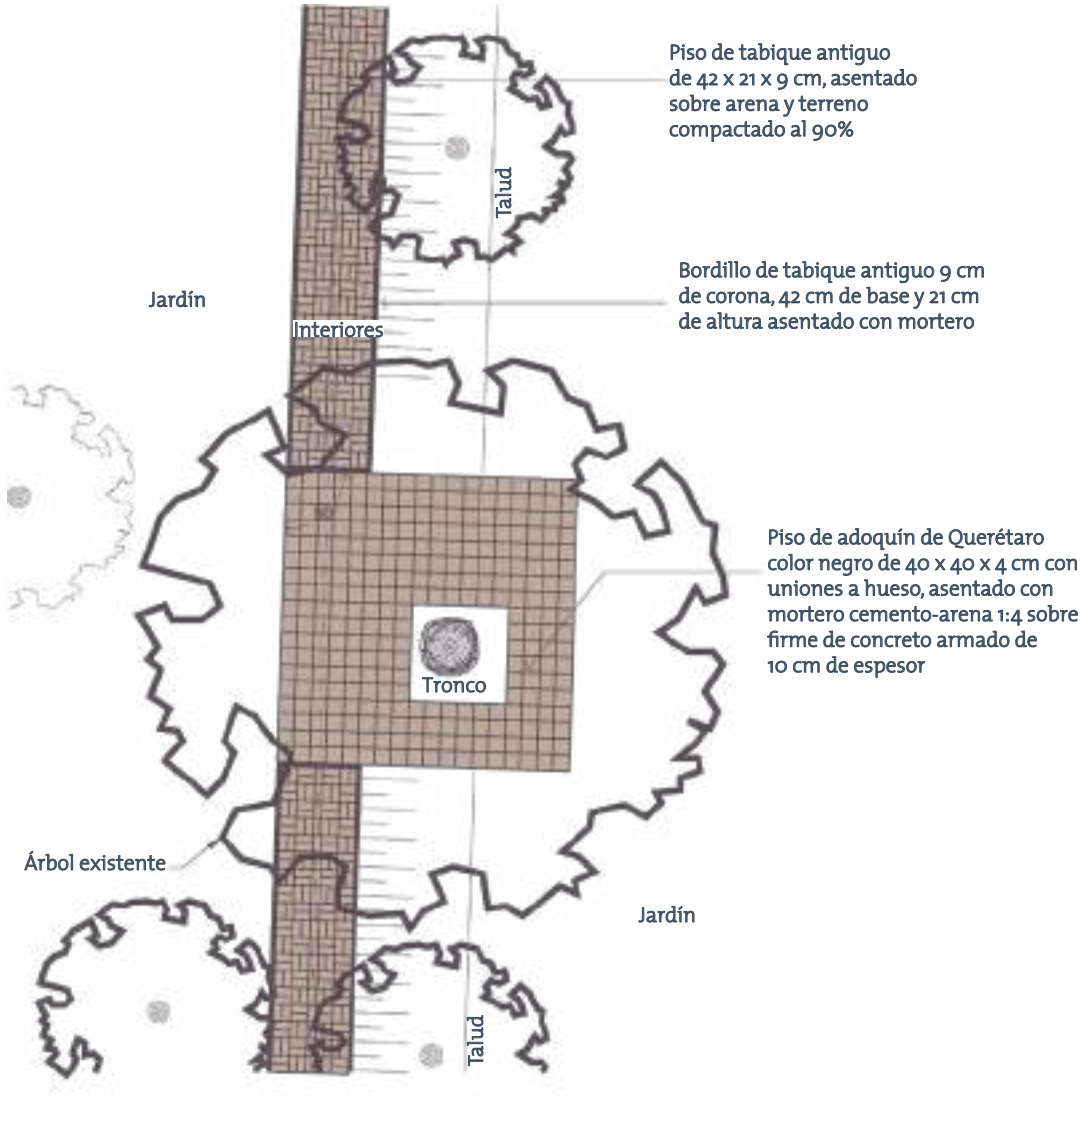 Piso de tabique antiguo
de 42 x 21 x 9 cm, asentado
sobre arena y terreno
compactado al 90%
Talud
Bordillo de tabique antiguo 9 cm
de corona, 42 cm de base y 21 cm
de altura asentado con mortero
Jardín
Interiores
Piso de adoquín de Querétaro
color negro de 40 x 40 x 4 cm con
uniones a hueso, asentado con
mortero cemento-arena 1:4 sobre
firme de concreto armado de
10 cm de espesor
Tronco
Árbol existente
Jardín
Talud